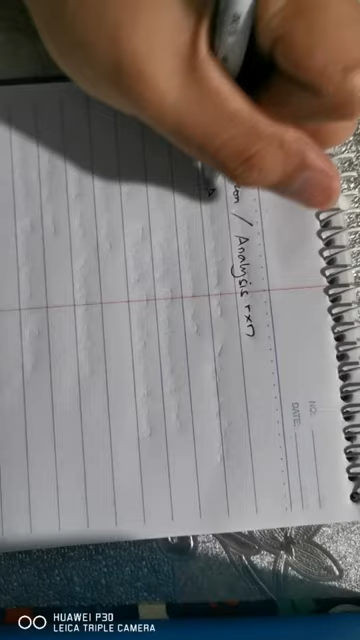 / Analysis rxn
NO:
DATE:
HUAWEI P30
LEICA TRIPLE CAMERA